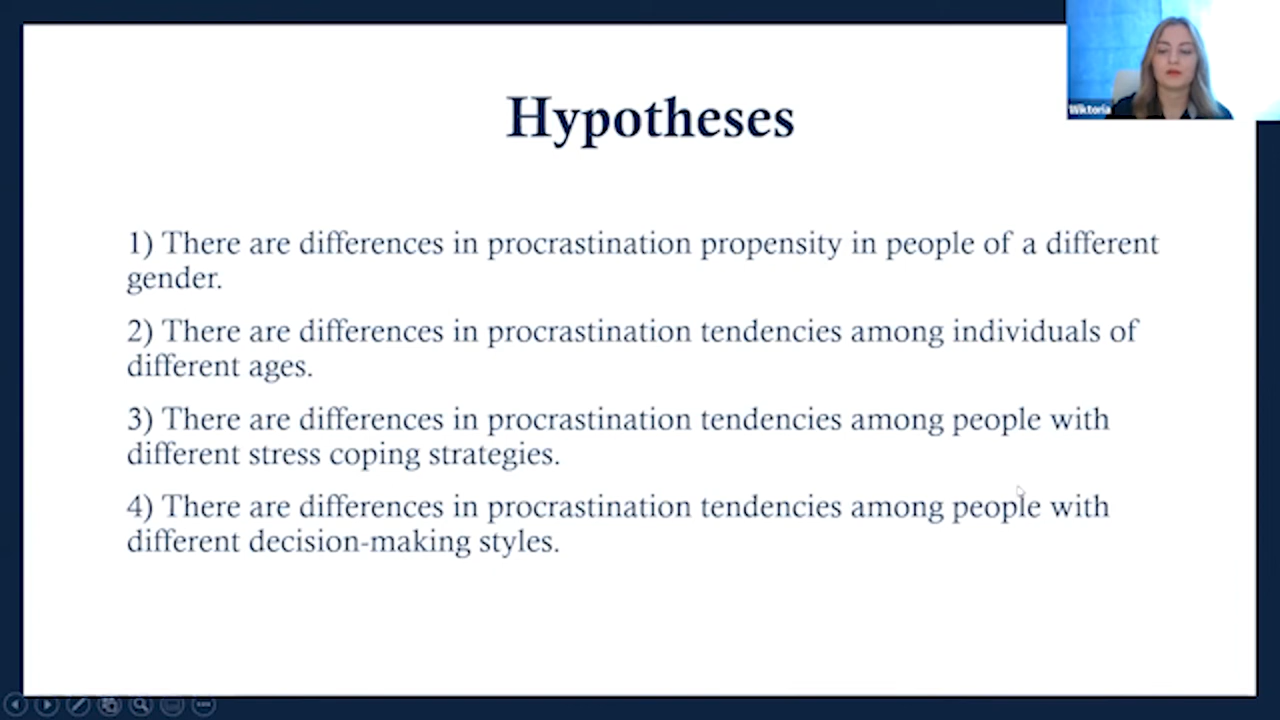 Wiktoria
Hypotheses
1) There are differences in procrastination propensity in people of a different
gender.
2) There are differences in procrastination tendencies among individuals of
different ages.
3) There are differences in procrastination tendencies among people with
different stress coping strategies.
4) There are differences in procrastination tendencies among people with
different decision-making styles.